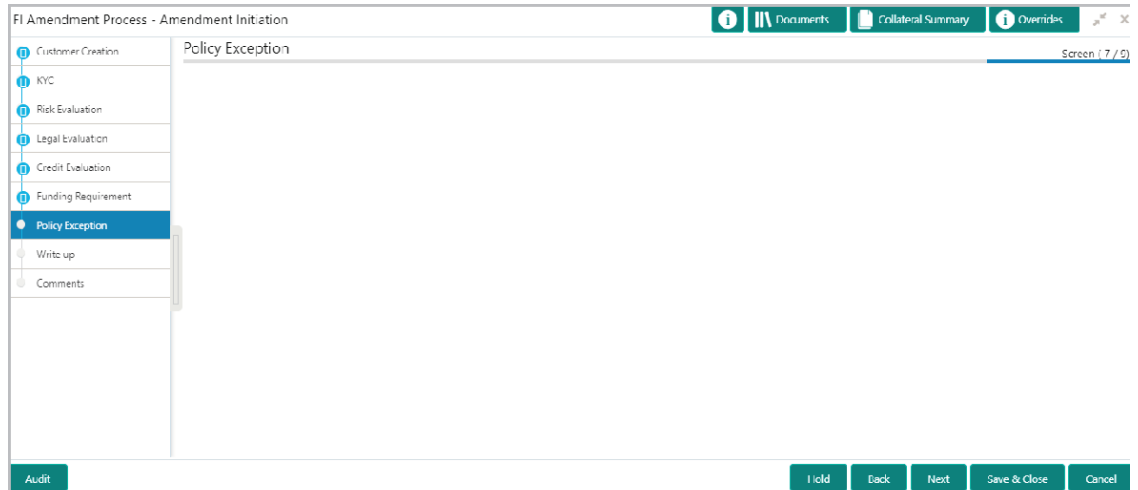 FI Amendment Process - Amendment Initiation
Documents
Collateral Summary
Overrides
Customer Creation
KYC
Risk Evaluation
Legal Evaluation
Credit Evaluation
Funding Requirement
Policy Exception
Write up
Comments
Policy Exception
Screen ( 7 / 9)
Audit
Hold
Back
Next
Save & Close
Cancel